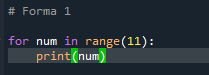 # Forma 1
for num in range(11):
    print(num)